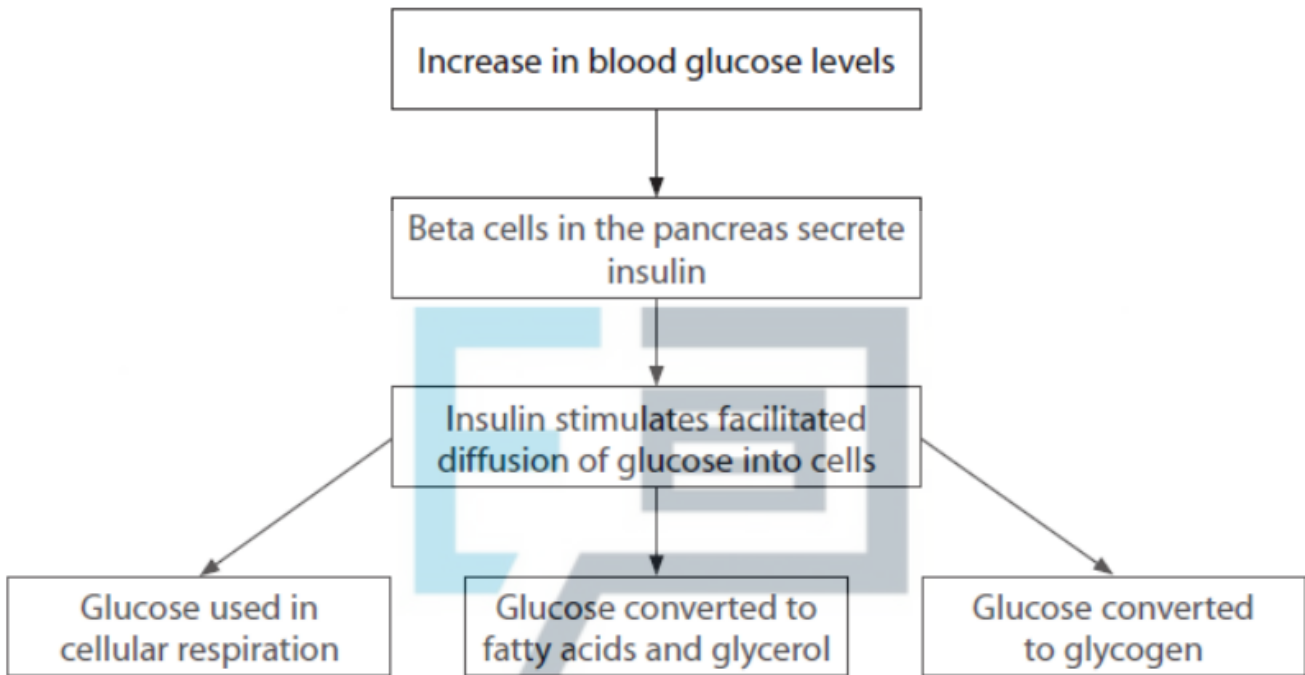 Increase in blood glucose levels
Beta cells in the pancreas secrete
insulin
Insulin stimulates facilitated
diffusion of glucose into cells
Glucose used in
cellular respiration
Glucose converted to
fatty acids and glycerol
Glucose converted
to glycogen